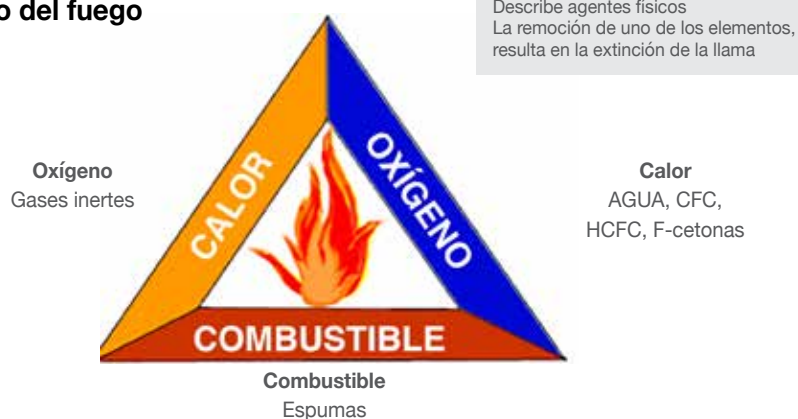 o del fuego
Describe agentes físicos
La remoción de uno de los elementos,
resulta en la extinción de la llama
Oxígeno
Gases inertes
CALOR
OXÍGENO
Calor
AGUA, CFC,
HCFC, F-cetonas
COMBUSTIBLE
Combustible
Espumas